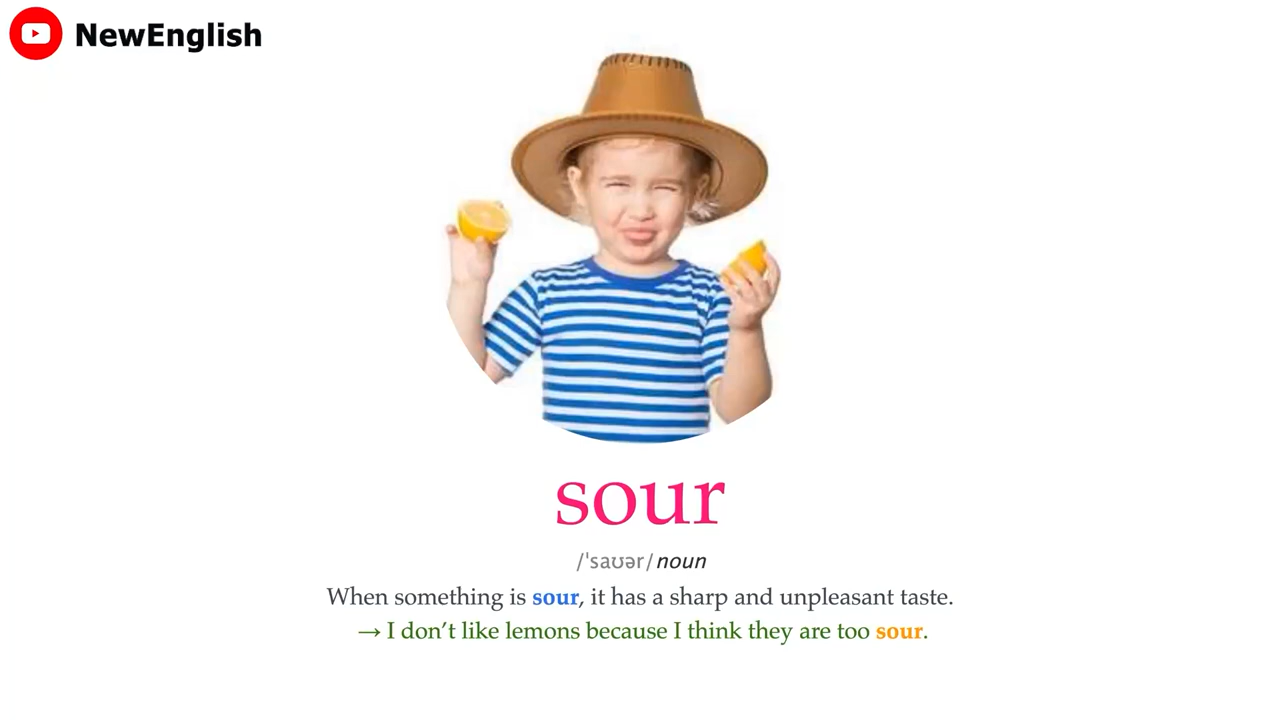 NewEnglish
sour
/ˈsaʊər/ noun
When something is sour, it has a sharp and unpleasant taste.
→ I don’t like lemons because I think they are too sour.